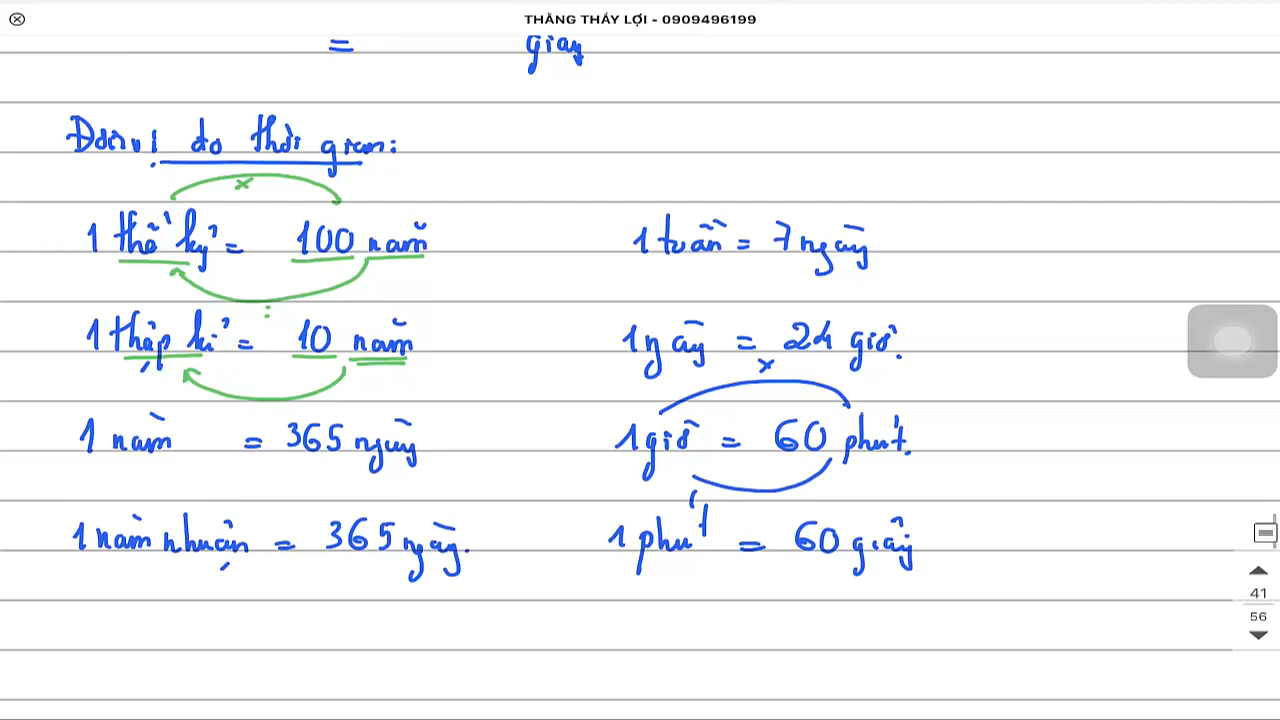 THẦNG THẦY LỢI - 0909496199
= giây
Đơn vị đo thời gian:
×
1 thế kỷ = 100 năm
1 tuần = 7 ngày
:
1 thập kỉ = 10 năm
1 ngày = 24 giờ.
×
1 năm = 365 ngày
1 giờ = 60 phút.
1 năm nhuận = 365 ngày.
1 phút = 60 giây
41
56